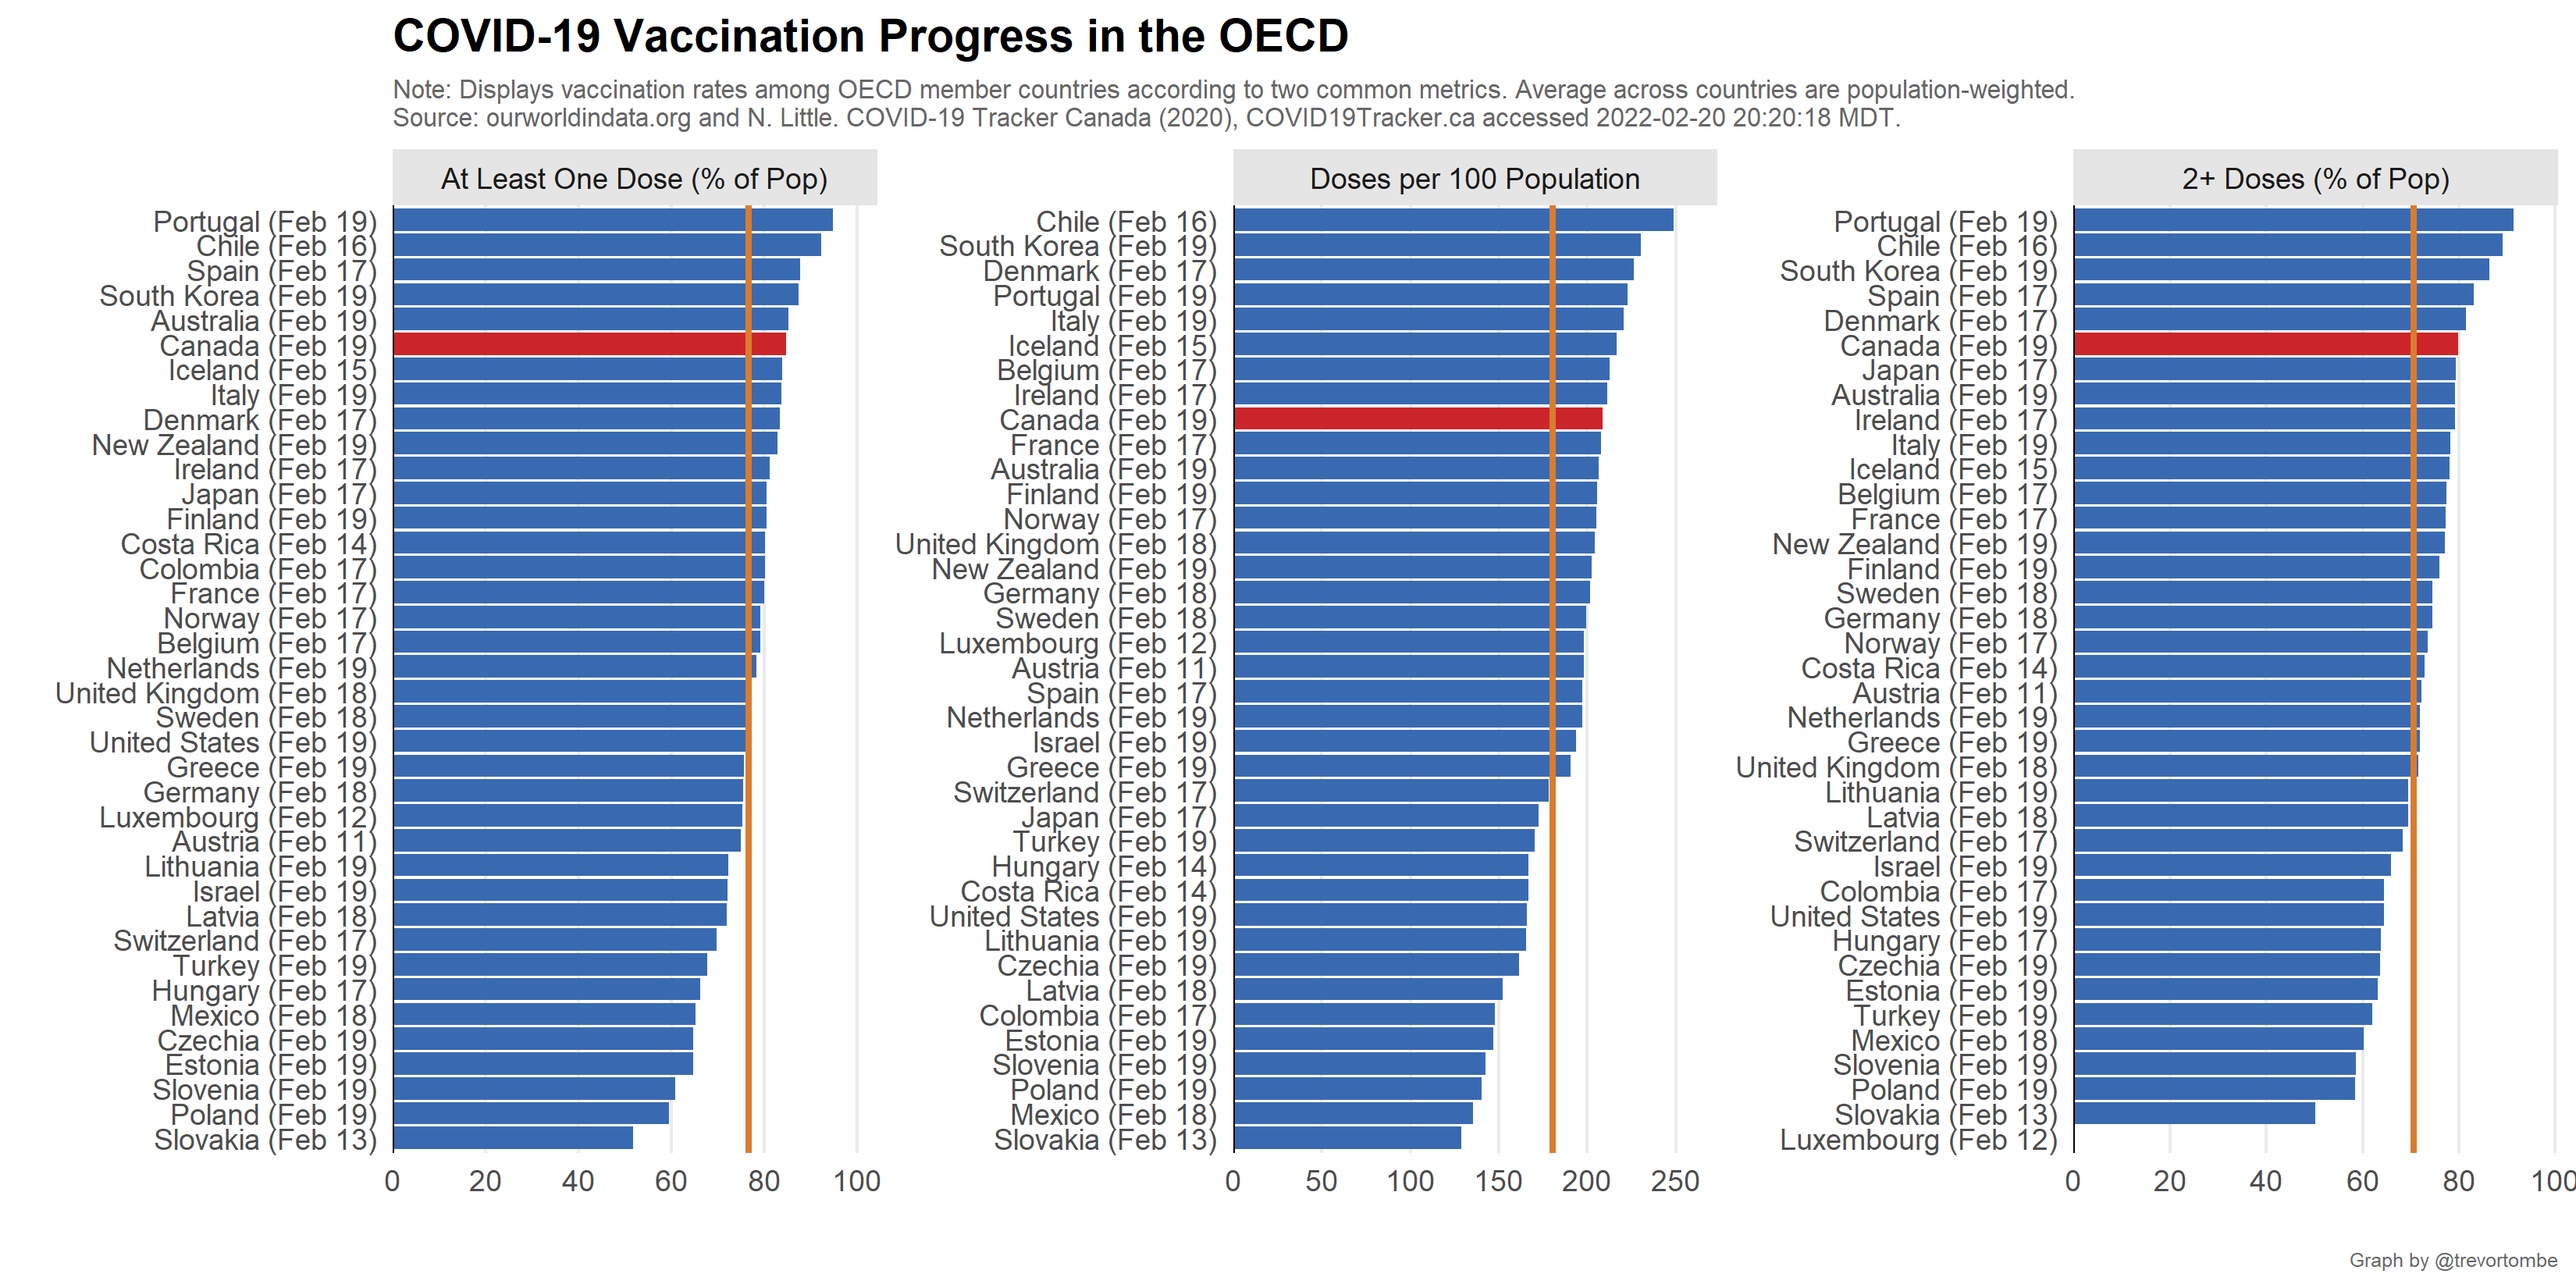 COVID-19 Vaccination Progress in the OECD
Note: Displays vaccination rates among OECD member countries according to two common metrics. Average across countries are population-weighted.
Source: ourworldindata.org and N. Little. COVID-19 Tracker Canada (2020), COVID19Tracker.ca accessed 2022-02-20 20:20:18 MDT.
At Least One Dose (% of Pop)
Portugal (Feb 19)
Chile (Feb 16)
Spain (Feb 17)
South Korea (Feb 19)
Australia (Feb 19)
Canada (Feb 19)
Iceland (Feb 15)
Italy (Feb 19)
Denmark (Feb 17)
New Zealand (Feb 19)
Ireland (Feb 17)
Japan (Feb 17)
Finland (Feb 19)
Costa Rica (Feb 14)
Colombia (Feb 17)
France (Feb 17)
Norway (Feb 17)
Belgium (Feb 17)
Netherlands (Feb 19)
United Kingdom (Feb 18)
Sweden (Feb 18)
United States (Feb 19)
Greece (Feb 19)
Germany (Feb 18)
Luxembourg (Feb 12)
Austria (Feb 11)
Lithuania (Feb 19)
Israel (Feb 19)
Latvia (Feb 18)
Switzerland (Feb 17)
Turkey (Feb 19)
Hungary (Feb 17)
Mexico (Feb 18)
Czechia (Feb 19)
Estonia (Feb 19)
Slovenia (Feb 19)
Poland (Feb 19)
Slovakia (Feb 13)
0 20 40 60 80 100
Doses per 100 Population
Chile (Feb 16)
South Korea (Feb 19)
Denmark (Feb 17)
Portugal (Feb 19)
Italy (Feb 19)
Iceland (Feb 15)
Belgium (Feb 17)
Ireland (Feb 17)
Canada (Feb 19)
France (Feb 17)
Australia (Feb 19)
Finland (Feb 19)
Norway (Feb 17)
United Kingdom (Feb 18)
New Zealand (Feb 19)
Germany (Feb 18)
Sweden (Feb 18)
Luxembourg (Feb 12)
Austria (Feb 11)
Spain (Feb 17)
Netherlands (Feb 19)
Israel (Feb 19)
Greece (Feb 19)
Switzerland (Feb 17)
Japan (Feb 17)
Turkey (Feb 19)
Hungary (Feb 14)
Costa Rica (Feb 14)
United States (Feb 19)
Lithuania (Feb 19)
Czechia (Feb 19)
Latvia (Feb 18)
Colombia (Feb 17)
Estonia (Feb 19)
Slovenia (Feb 19)
Poland (Feb 19)
Mexico (Feb 18)
Slovakia (Feb 13)
0 50 100 150 200 250
2+ Doses (% of Pop)
Portugal (Feb 19)
Chile (Feb 16)
South Korea (Feb 19)
Spain (Feb 17)
Denmark (Feb 17)
Canada (Feb 19)
Japan (Feb 17)
Australia (Feb 19)
Ireland (Feb 17)
Italy (Feb 19)
Iceland (Feb 15)
Belgium (Feb 17)
France (Feb 17)
New Zealand (Feb 19)
Finland (Feb 19)
Sweden (Feb 18)
Germany (Feb 18)
Norway (Feb 17)
Costa Rica (Feb 14)
Austria (Feb 11)
Netherlands (Feb 19)
Greece (Feb 19)
United Kingdom (Feb 18)
Lithuania (Feb 19)
Latvia (Feb 18)
Switzerland (Feb 17)
Israel (Feb 19)
Colombia (Feb 17)
United States (Feb 19)
Hungary (Feb 17)
Czechia (Feb 19)
Estonia (Feb 19)
Turkey (Feb 19)
Mexico (Feb 18)
Slovenia (Feb 19)
Poland (Feb 19)
Slovakia (Feb 13)
Luxembourg (Feb 12)
0 20 40 60 80 100
Graph by @trevortombe